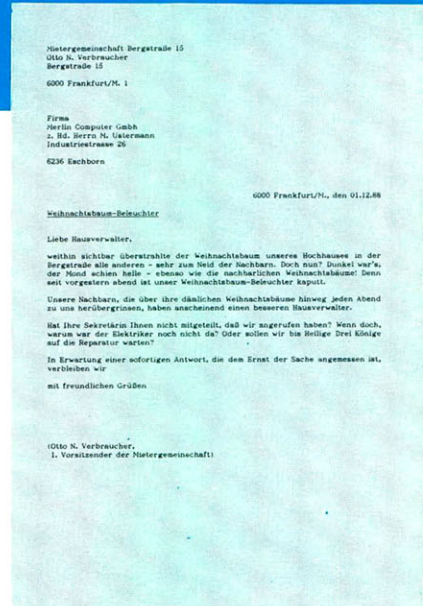 Mietergemeinschaft Bergstraße 15
Otto N. Verbraucher
Bergstraße 15
6000 Frankfurt/M. 1
Firma
Merlin Computer Gmbh
z. Hd. Herrn M. Ustermann
Industriestrasse 26
6236 Eschborn
6000 Frankfurt/M., den 01.12.88
Weihnachtsbaum-Beleuchter
Liebe Hausverwalter,
weithin sichtbar überstrahlte der Weihnachtsbaum unseres Hochhauses in der
Bergstraße alle anderen - sehr zum Neid der Nachbarn. Doch nun? Dunkel war's,
der Mond schien helle - ebenso wie die nachbarlichen Weihnachtsbäume! Denn
seit vorgestern abend ist unser Weihnachtsbaum-Beleuchter kaputt.
Unsere Nachbarn, die über ihre dämlichen Weihnachtsbäume hinweg jeden Abend
zu uns herübergrinsen, haben anscheinend einen besseren Hausverwalter.
Hat Ihre Sekretärin Ihnen nicht mitgeteilt, daß wir angerufen haben? Wenn doch,
warum war der Elektriker noch nicht da? Oder sollen wir bis Heilige Drei Könige
auf die Reparatur warten?
In Erwartung einer sofortigen Antwort, die dem Ernst der Sache angemessen ist,
verbleiben wir
mit freundlichen Grüßen
(Otto N. Verbraucher,
1. Vorsitzender der Mietergemeinschaft)